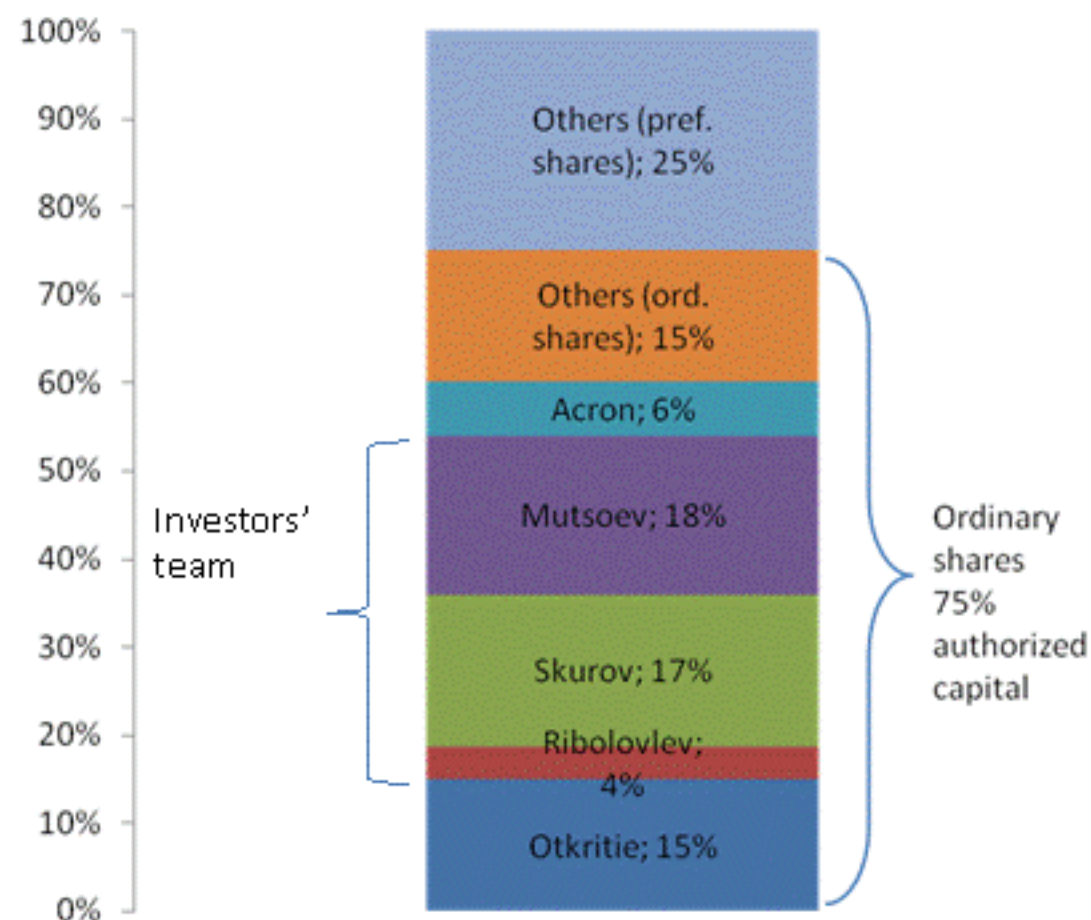 100%
90%
80%
70%
60%
50%
40%
30%
20%
10%
0%
Others (pref.
shares); 25%
Others (ord.
shares); 15%
Acron; 6%
Mutsoev; 18%
Skurov; 17%
Ribolovlev;
4%
Otkritie; 15%
Investors’
team
Ordinary
shares
75%
authorized
capital